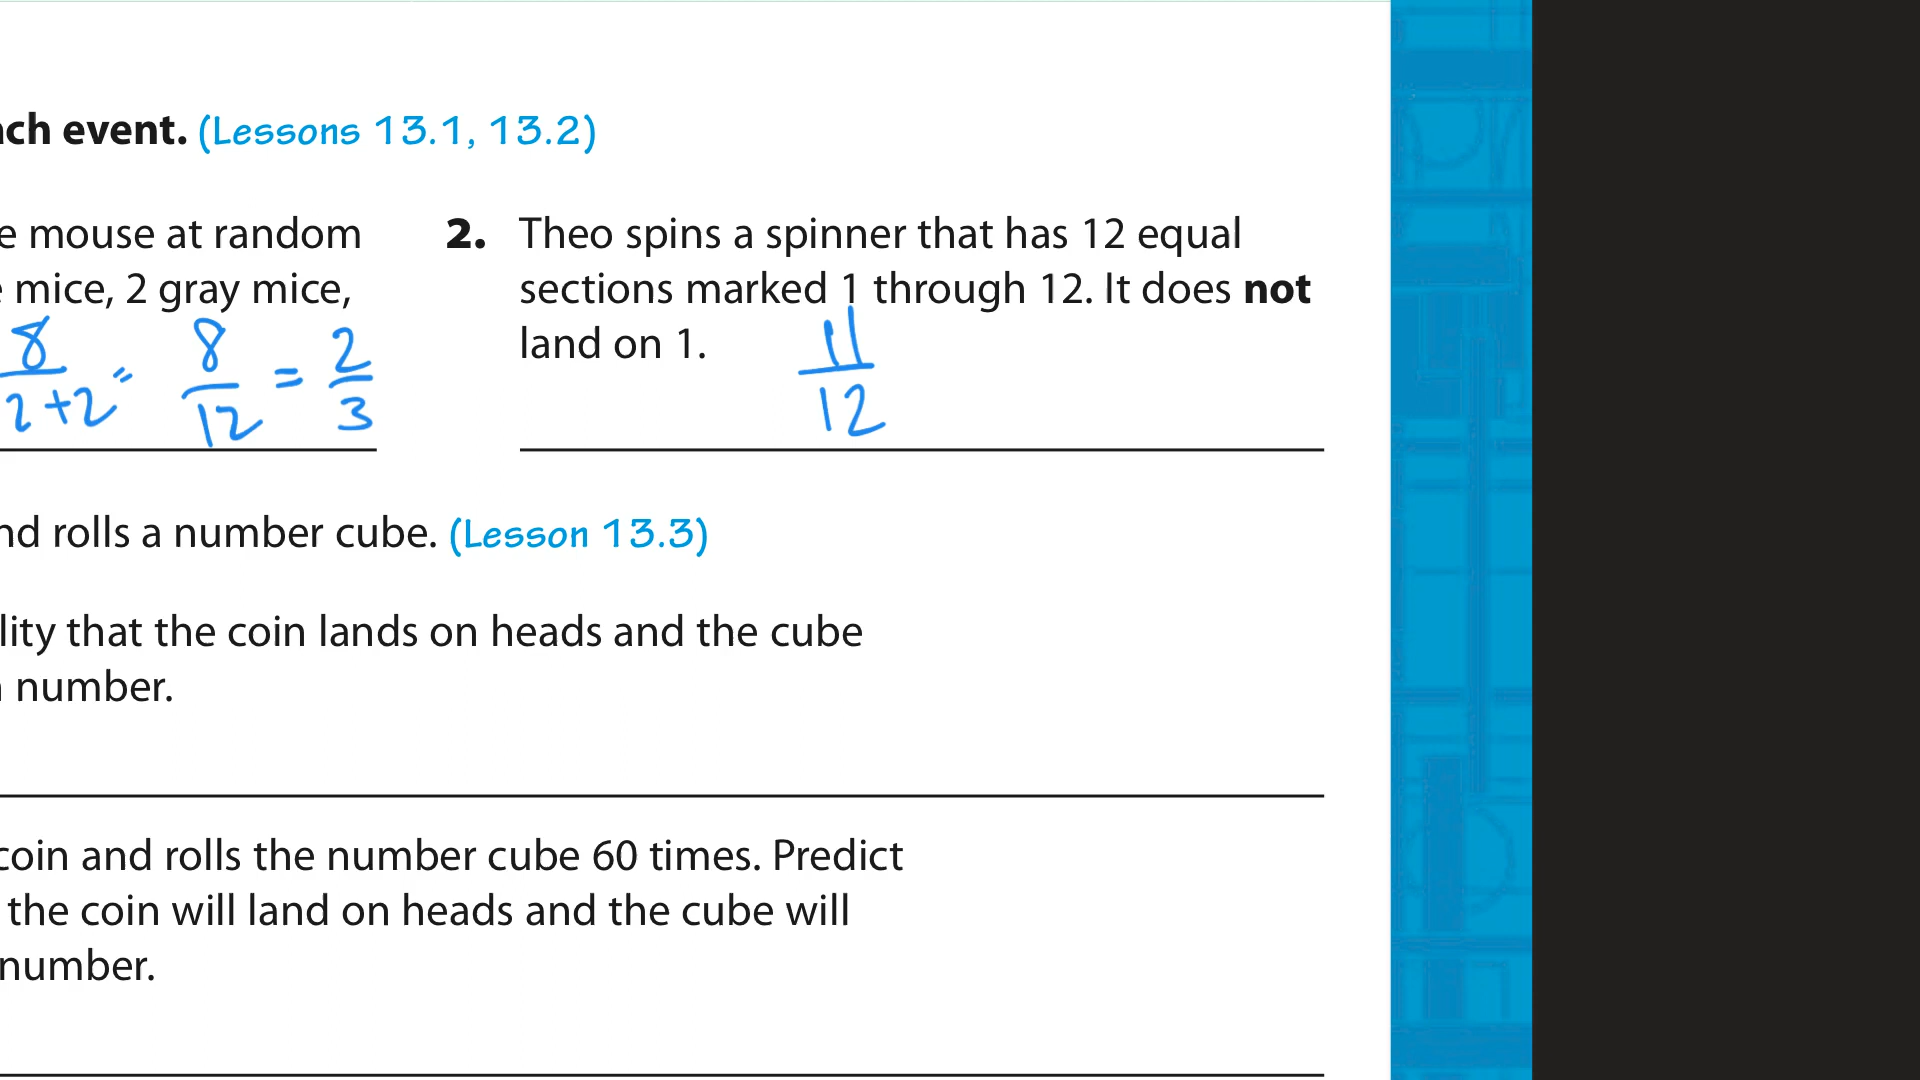 ach event. (Lessons 13.1, 13.2)
e mouse at random
e mice, 2 gray mice,
8/2+2 = 8/12 = 2/3
2. Theo spins a spinner that has 12 equal
sections marked 1 through 12. It does not
land on 1.
11/12
nd rolls a number cube. (Lesson 13.3)
lity that the coin lands on heads and the cube
number.
coin and rolls the number cube 60 times. Predict
the coin will land on heads and the cube will
number.